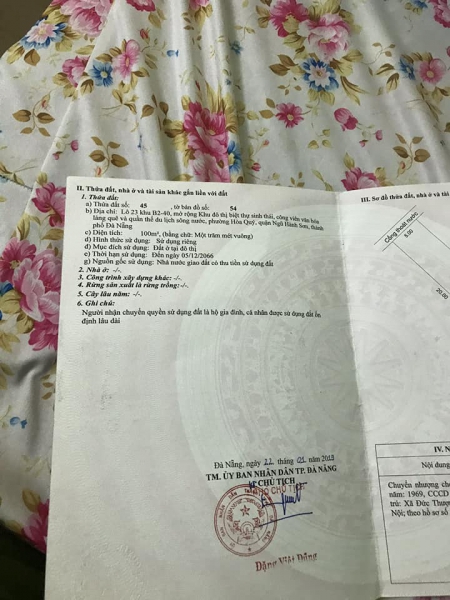 II. Thửa đất, nhà ở và tài sản khác gắn liền với đất
1. Thửa đất:
a) Thửa đất số: 45 , tờ bản đồ số: 54
b) Địa chỉ: Lô 23 khu B2-40, mở rộng Khu đô thị biệt thự sinh thái, công viên văn hóa
làng quê và quần thể du lịch sông nước, phường Hòa Quý, quận Ngũ Hành Sơn, thành
phố Đà Nẵng
c) Diện tích: 100m², (bằng chữ: Một trăm mét vuông)
d) Hình thức sử dụng: Sử dụng riêng
đ) Mục đích sử dụng: Đất ở tại đô thị
e) Thời hạn sử dụng: Đến ngày 05/12/2066
g) Nguồn gốc sử dụng: Nhà nước giao đất có thu tiền sử dụng đất
2. Nhà ở: -/-.
3. Công trình xây dựng khác: -/-.
4. Rừng sản xuất là rừng trồng: -/-.
5. Cây lâu năm: -/-.
6. Ghi chú:
Người nhận chuyển quyền sử dụng đất là hộ gia đình, cá nhân được sử dụng đất ổn
định lâu dài
Đà Nẵng, ngày 22 tháng 01 năm
TM. ỦY BAN NHÂN DÂN TP. ĐÀ NẴNG
CHỦ TỊCH
PHÓ CHỦ TỊCH
Đặng Việt Dũng
III. Sơ đồ thửa đất, nhà ở và tài
Cống thoát nước
5.00
20.00
IV. N
Nội dung
Chuyển nhượng cho
năm: 1969, CCCD
trú: Xã Đức Thượ
Nội; theo hồ sơ số